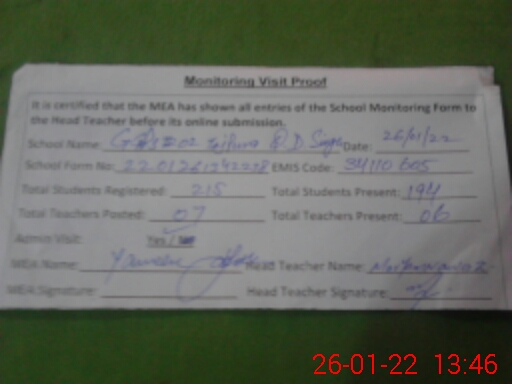 Monitoring Visit Proof
It is certified that the MEA has shown all entries of the School Monitoring Form to
the Head Teacher before its online submission.
School Name: Date: 26/01/22
School Form No: EMIS Code: 34110605
Total Students Registered: 215 Total Students Present: 194
Total Teachers Posted: 07 Total Teachers Present: 06
Admin Visit: Yes /
MEA Name: Head Teacher Name:
MEA Signature: Head Teacher Signature:
26-01-22 13:46